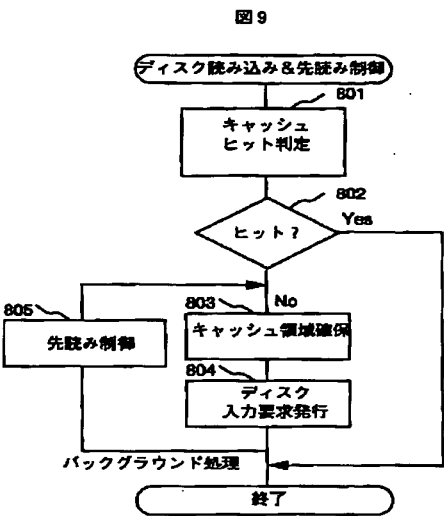 図9
ディスク読み込み&先読み制御
801
キャッシュ
ヒット判定
802
ヒット?
Yes
No
805
先読み制御
803
キャッシュ領域確保
804
ディスク
入力要求発行
バックグラウンド処理
終了